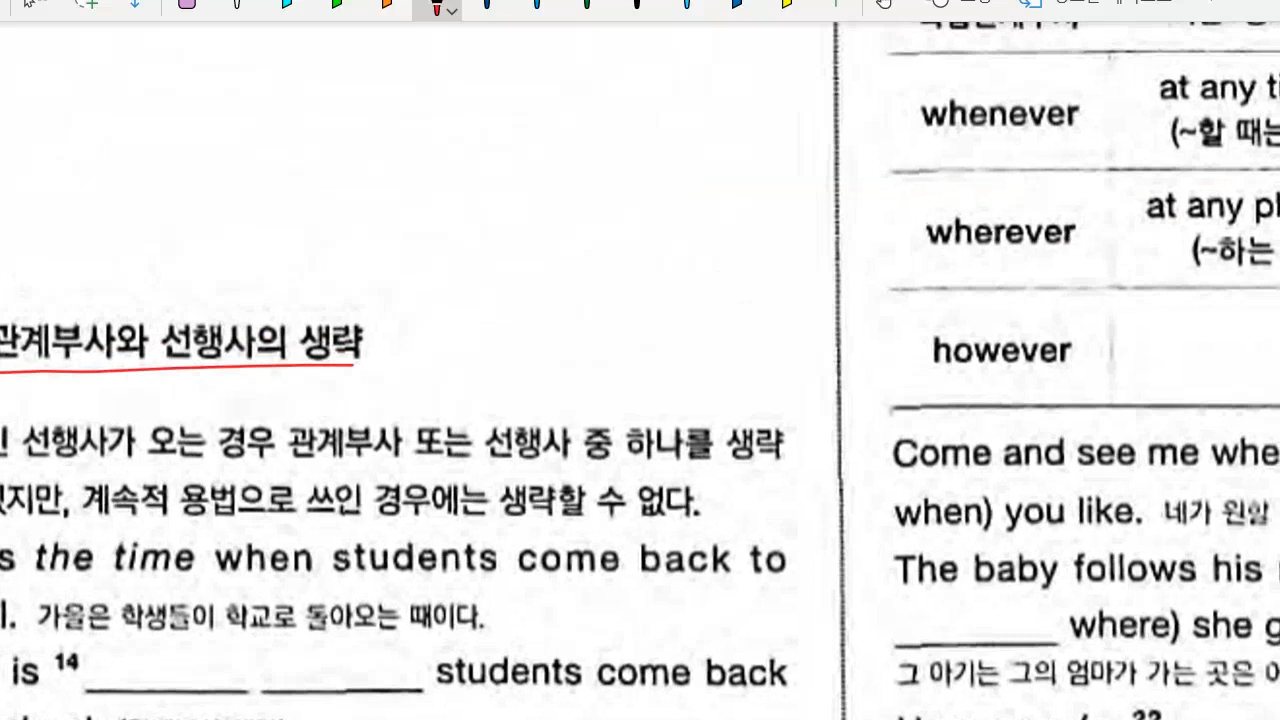 관계부사와 선행사의 생략
선행사가 오는 경우 관계부사 또는 선행사 중 하나를 생략
계속적 용법으로 쓰인 경우에는 생략할 수 없다.
the time when students come back to
가을은 학생들이 학교로 돌아오는 때이다.
is 14 ________ ________ students come back
whenever
at any
(~할 때는
wherever
at any
(~하는
however
Come and see me
when) you like. 네가 원할
The baby follows his
________ where) she
그 아기는 그의 엄마가 가는 곳은